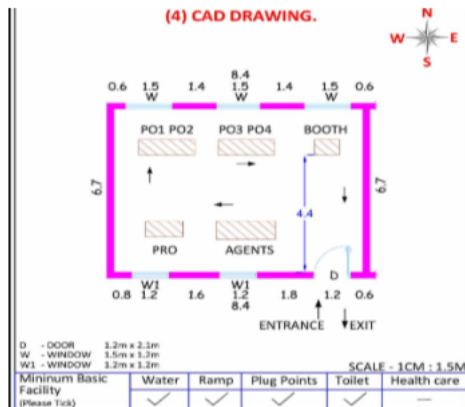 (4) CAD DRAWING.
N
W E
S
8.4
0.6 1.5 1.4 1.5 1.4 1.5 0.6
W W W
PO1 PO2 PO3 PO4 BOOTH
6.7 6.7
4.4
PRO AGENTS
W1 W1 D
0.8 1.2 1.6 1.2 1.8 1.2 0.6
8.4
ENTRANCE EXIT
D - DOOR 1.2m x 2.1m
W - WINDOW 1.5m x 1.2m
W1 - WINDOW 1.2m x 1.2m
SCALE - 1CM : 1.5M
Minimum Basic Water Ramp Plug Points Toilet Health care
Facility
(Please Tick)